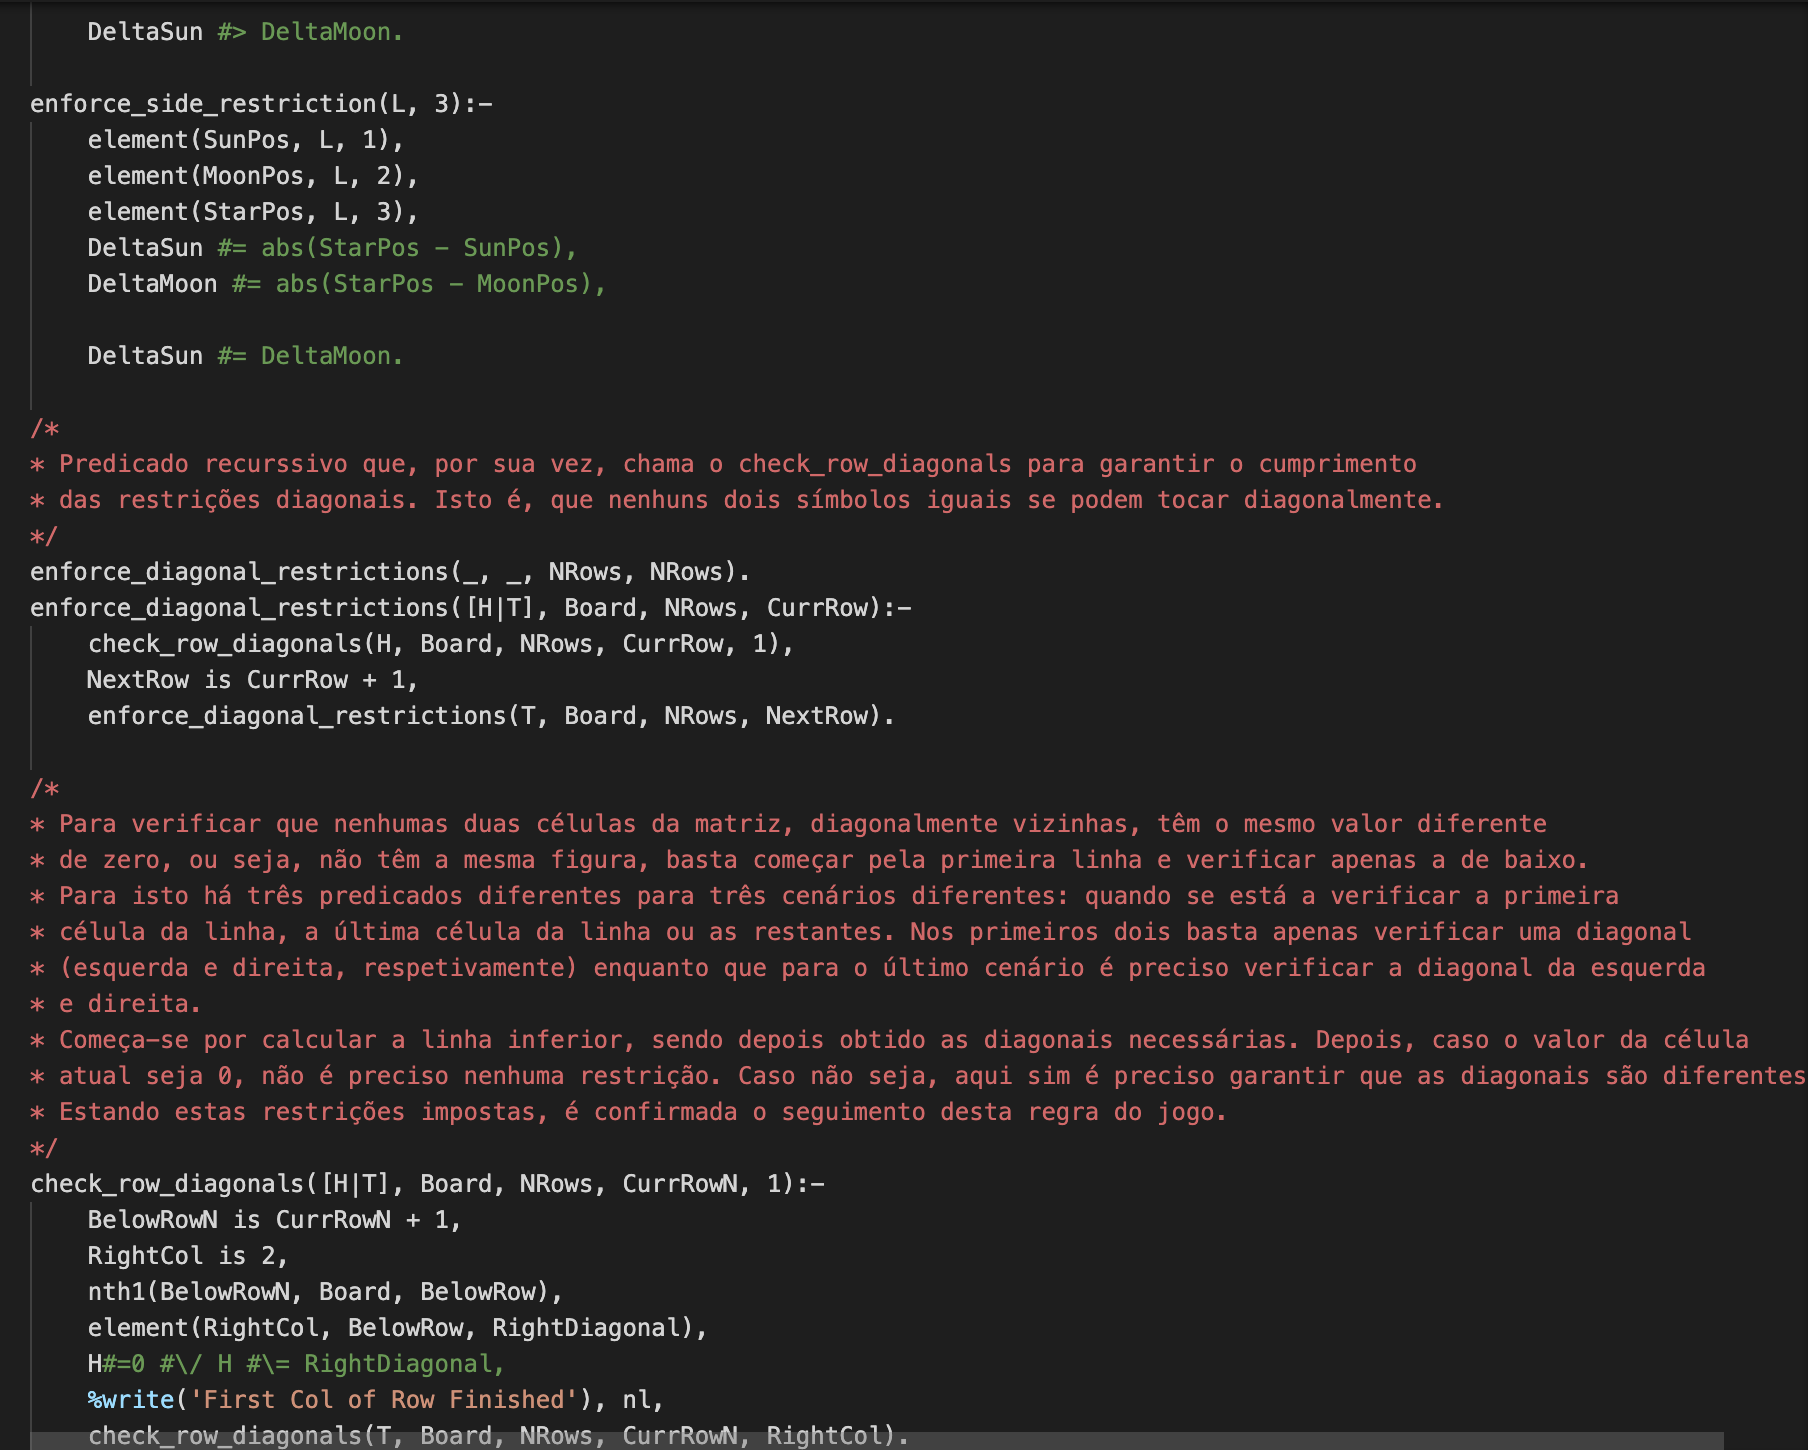 DeltaSun #> DeltaMoon.
enforce_side_restriction(L, 3):-
element(SunPos, L, 1),
element(MoonPos, L, 2),
element(StarPos, L, 3),
DeltaSun #= abs(StarPos - SunPos),
DeltaMoon #= abs(StarPos - MoonPos),
DeltaSun #= DeltaMoon.
/*
* Predicado recurssivo que, por sua vez, chama o check_row_diagonals para garantir o cumprimento
* das restrições diagonais. Isto é, que nenhuns dois símbolos iguais se podem tocar diagonalmente.
*/
enforce_diagonal_restrictions(_, _, NRows, NRows).
enforce_diagonal_restrictions([H|T], Board, NRows, CurrRow):-
check_row_diagonals(H, Board, NRows, CurrRow, 1),
NextRow is CurrRow + 1,
enforce_diagonal_restrictions(T, Board, NRows, NextRow).
/*
* Para verificar que nenhumas duas células da matriz, diagonalmente vizinhas, têm o mesmo valor diferente
* de zero, ou seja, não têm a mesma figura, basta começar pela primeira linha e verificar apenas a de baixo.
* Para isto há três predicados diferentes para três cenários diferentes: quando se está a verificar a primeira
* célula da linha, a última célula da linha ou as restantes. Nos primeiros dois basta apenas verificar uma diagonal
* (esquerda e direita, respetivamente) enquanto que para o último cenário é preciso verificar a diagonal da esquerda
* e direita.
* Começa-se por calcular a linha inferior, sendo depois obtido as diagonais necessárias. Depois, caso o valor da célula
* atual seja 0, não é preciso nenhuma restrição. Caso não seja, aqui sim é preciso garantir que as diagonais são diferentes
* Estando estas restrições impostas, é confirmada o seguimento desta regra do jogo.
*/
check_row_diagonals([H|T], Board, NRows, CurrRowN, 1):-
BelowRowN is CurrRowN + 1,
RightCol is 2,
nth1(BelowRowN, Board, BelowRow),
element(RightCol, BelowRow, RightDiagonal),
H#=0 #\/ H #\= RightDiagonal,
%write('First Col of Row Finished'), nl,
check_row_diagonals(T, Board, NRows, CurrRowN, RightCol).